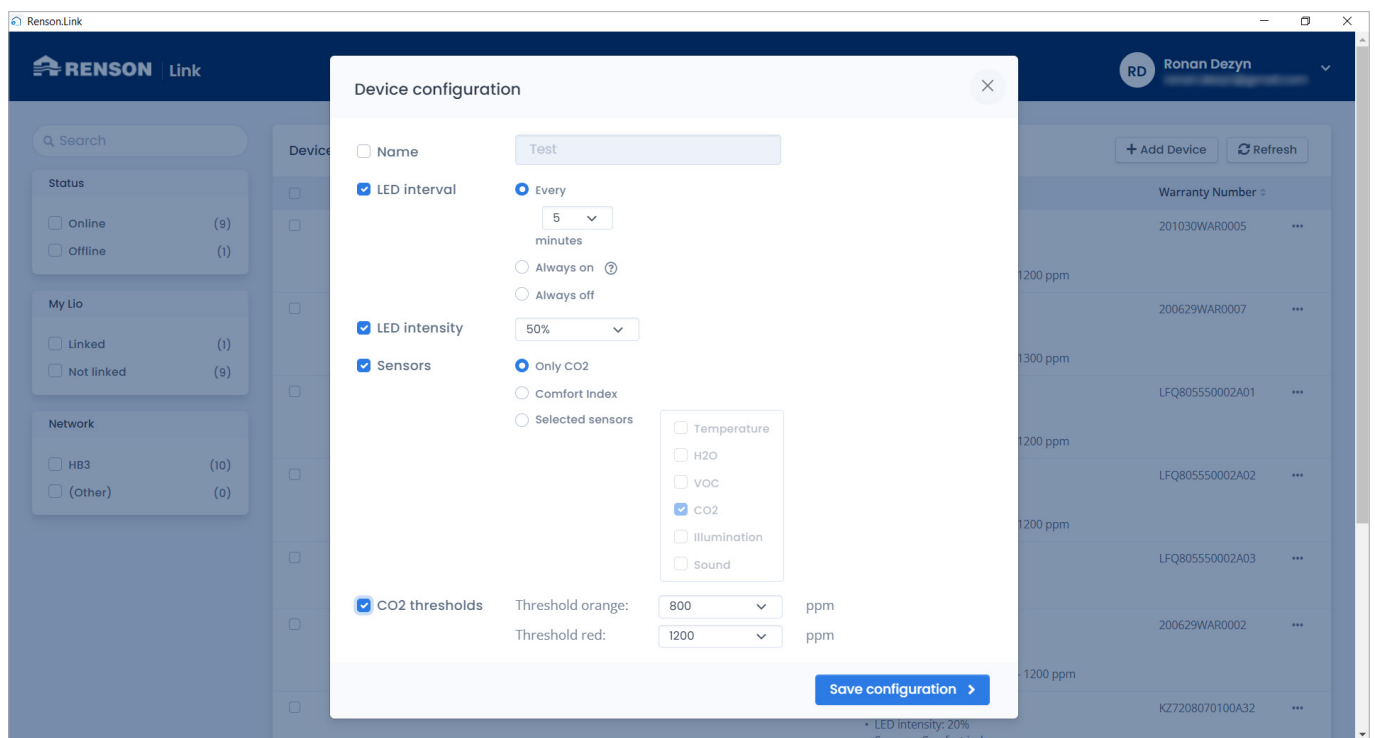 Renson.Link
RENSON Link
RD
Ronan Dezyn
Search
Status
Online (9)
Offline (1)
My Lio
Linked (1)
Not linked (9)
Network
HB3 (10)
(Other) (0)
Device
+ Add Device
Refresh
Warranty Number
201030WAR0005 •••
1200 ppm
200629WAR0007 •••
1300 ppm
LFQ805550002A01 •••
1200 ppm
LFQ805550002A02 •••
1200 ppm
LFQ805550002A03 •••
200629WAR0002 •••
1200 ppm
KZ7208070100A32 •••
• LED intensity: 20%
Device configuration
Name Test
LED interval Every
5
minutes
Always on ?
Always off
LED intensity 50%
Sensors Only CO2
Comfort Index
Selected sensors
Temperature
H2O
VOC
CO2
Illumination
Sound
CO2 thresholds Threshold orange: 800 ppm
Threshold red: 1200 ppm
Save configuration